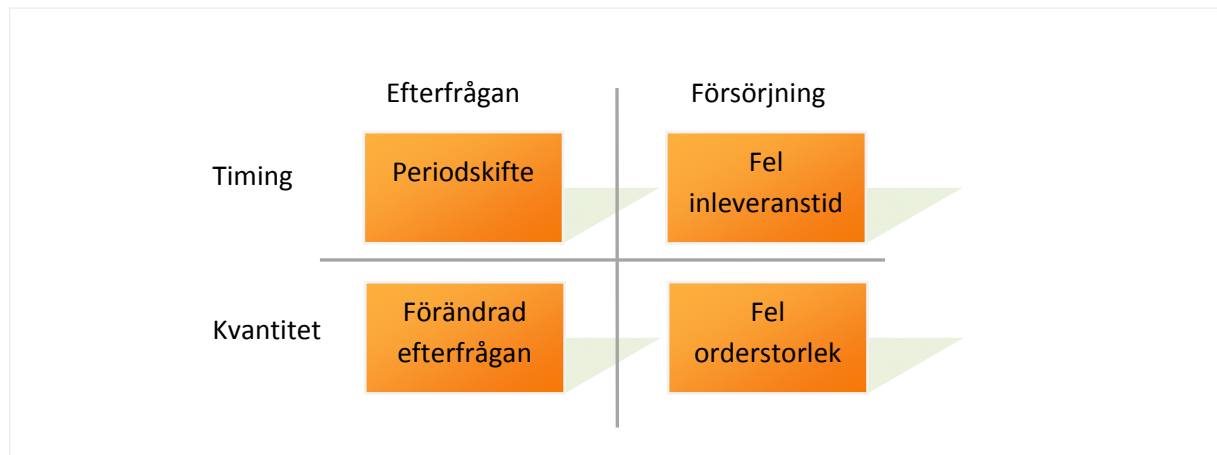 Efterfrågan
Försörjning
Timing
Periodskifte
Fel
inleveranstid
Kvantitet
Förändrad
efterfrågan
Fel
orderstorlek